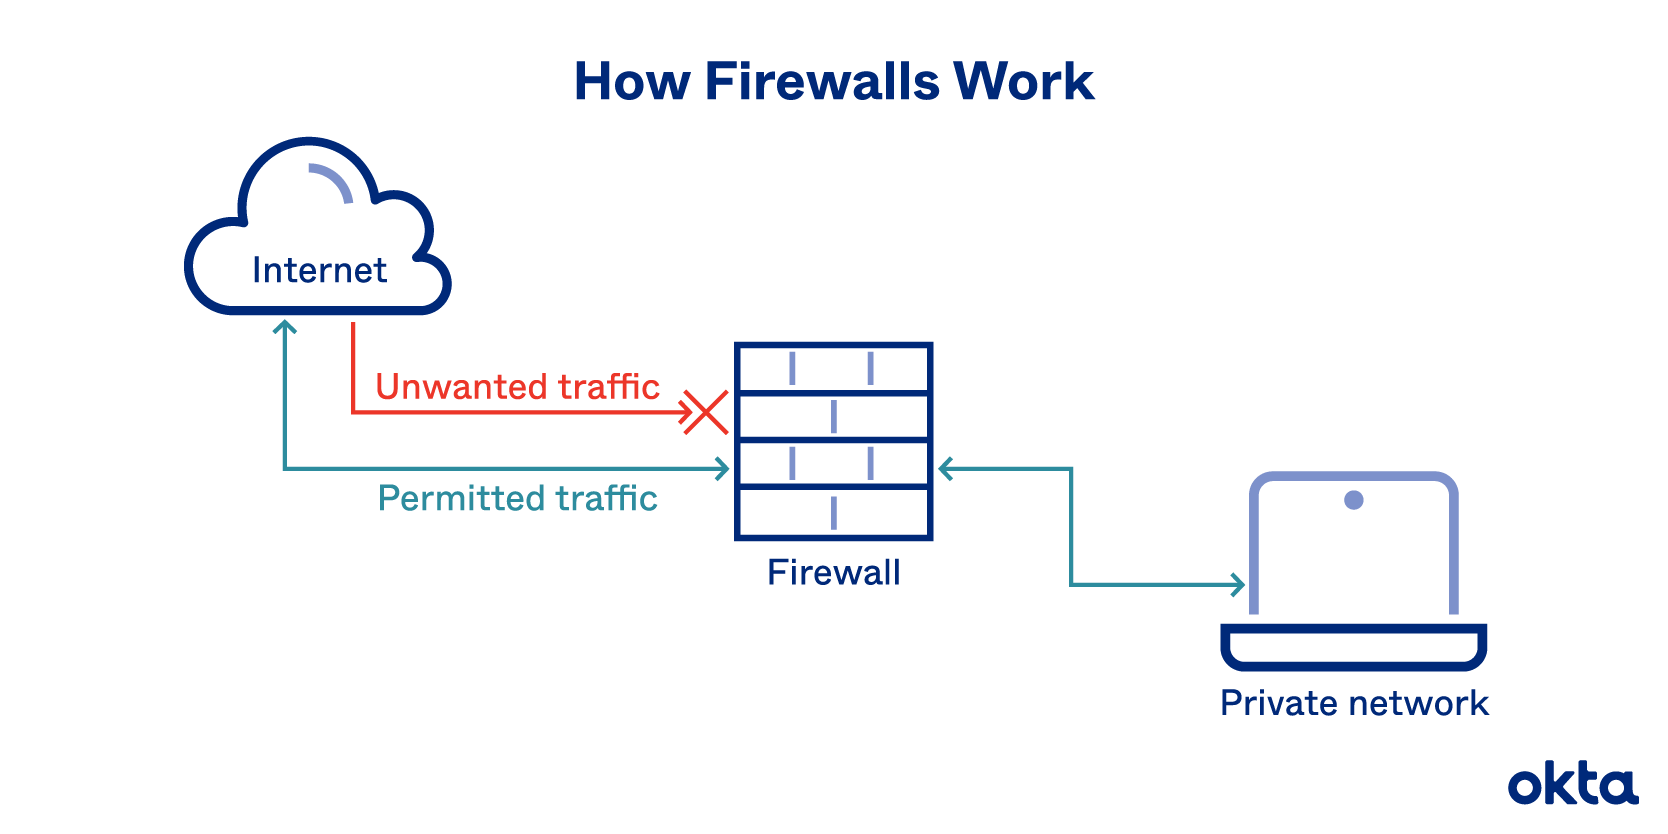 How Firewalls Work
Internet
Unwanted traffic
Permitted traffic
Firewall
Private network
okta